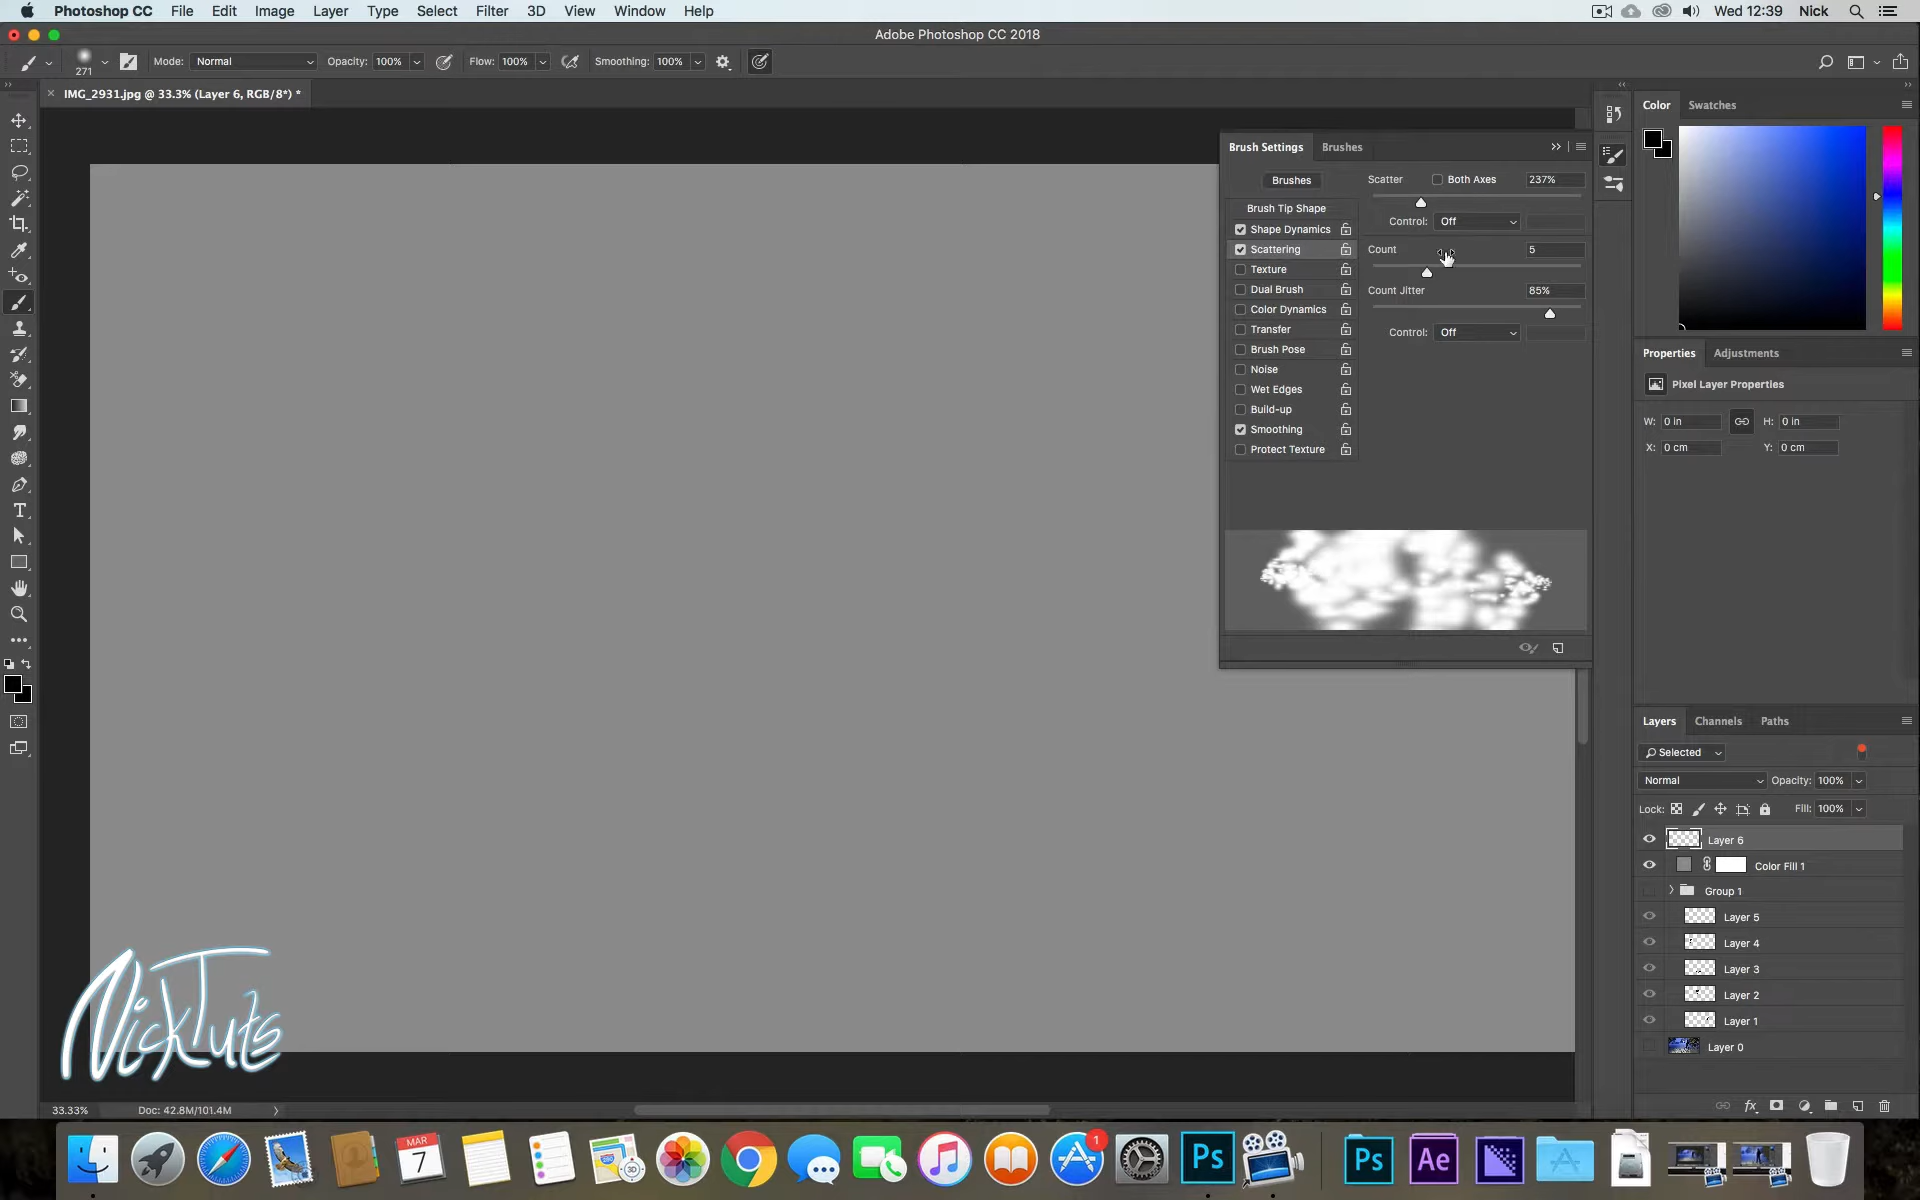 Photoshop CC File Edit Image Layer Type Select Filter 3D View Window Help Wed 12:39 Nick
Adobe Photoshop CC 2018
271 Mode: Normal Opacity: 100% Flow: 100% Smoothing: 100%
IMG_2931.jpg @ 33.3% (Layer 6, RGB/8*) *
Color Swatches
Brush Settings Brushes
Brushes
Scatter Both Axes 237%
Brush Tip Shape
Control: Off
Shape Dynamics
Scattering
Count 5
Texture
Dual Brush
Count Jitter 85%
Color Dynamics
Transfer
Control: Off
Brush Pose
Noise
Wet Edges
Build-up
Smoothing
Protect Texture
Properties Adjustments
Pixel Layer Properties
W: 0 in H: 0 in
X: 0 cm Y: 0 cm
Layers Channels Paths
Selected
Normal Opacity: 100%
Lock: Fill: 100%
Layer 6
Color Fill 1
Group 1
Layer 5
Layer 4
Layer 3
Layer 2
Layer 1
Layer 0
fx
NickTuts
33.33% Doc: 42.8M/101.4M
MAR
7
3D
1
Ps
Ps
Ae